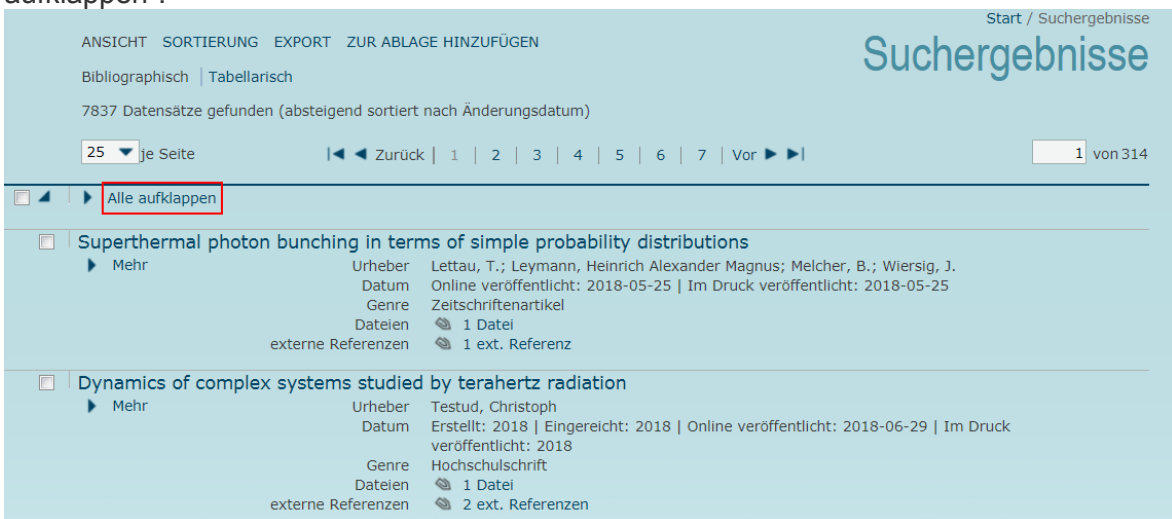 aufklappen".
Start / Suchergebnisse
ANSICHT SORTIERUNG EXPORT ZUR ABLAGE HINZUFÜGEN
Suchergebnisse
Bibliographisch | Tabellarisch
7837 Datensätze gefunden (absteigend sortiert nach Änderungsdatum)
25 je Seite Zurück | 1 | 2 | 3 | 4 | 5 | 6 | 7 | Vor 1 von 314
Alle aufklappen
Superthermal photon bunching in terms of simple probability distributions
Mehr Urheber Lettau, T.; Leymann, Heinrich Alexander Magnus; Melcher, B.; Wiersig, J.
Datum Online veröffentlicht: 2018-05-25 | Im Druck veröffentlicht: 2018-05-25
Genre Zeitschriftenartikel
Dateien 1 Datei
externe Referenzen 1 ext. Referenz
Dynamics of complex systems studied by terahertz radiation
Mehr Urheber Testud, Christoph
Datum Erstellt: 2018 | Eingereicht: 2018 | Online veröffentlicht: 2018-06-29 | Im Druck
veröffentlicht: 2018
Genre Hochschulschrift
Dateien 1 Datei
externe Referenzen 2 ext. Referenzen